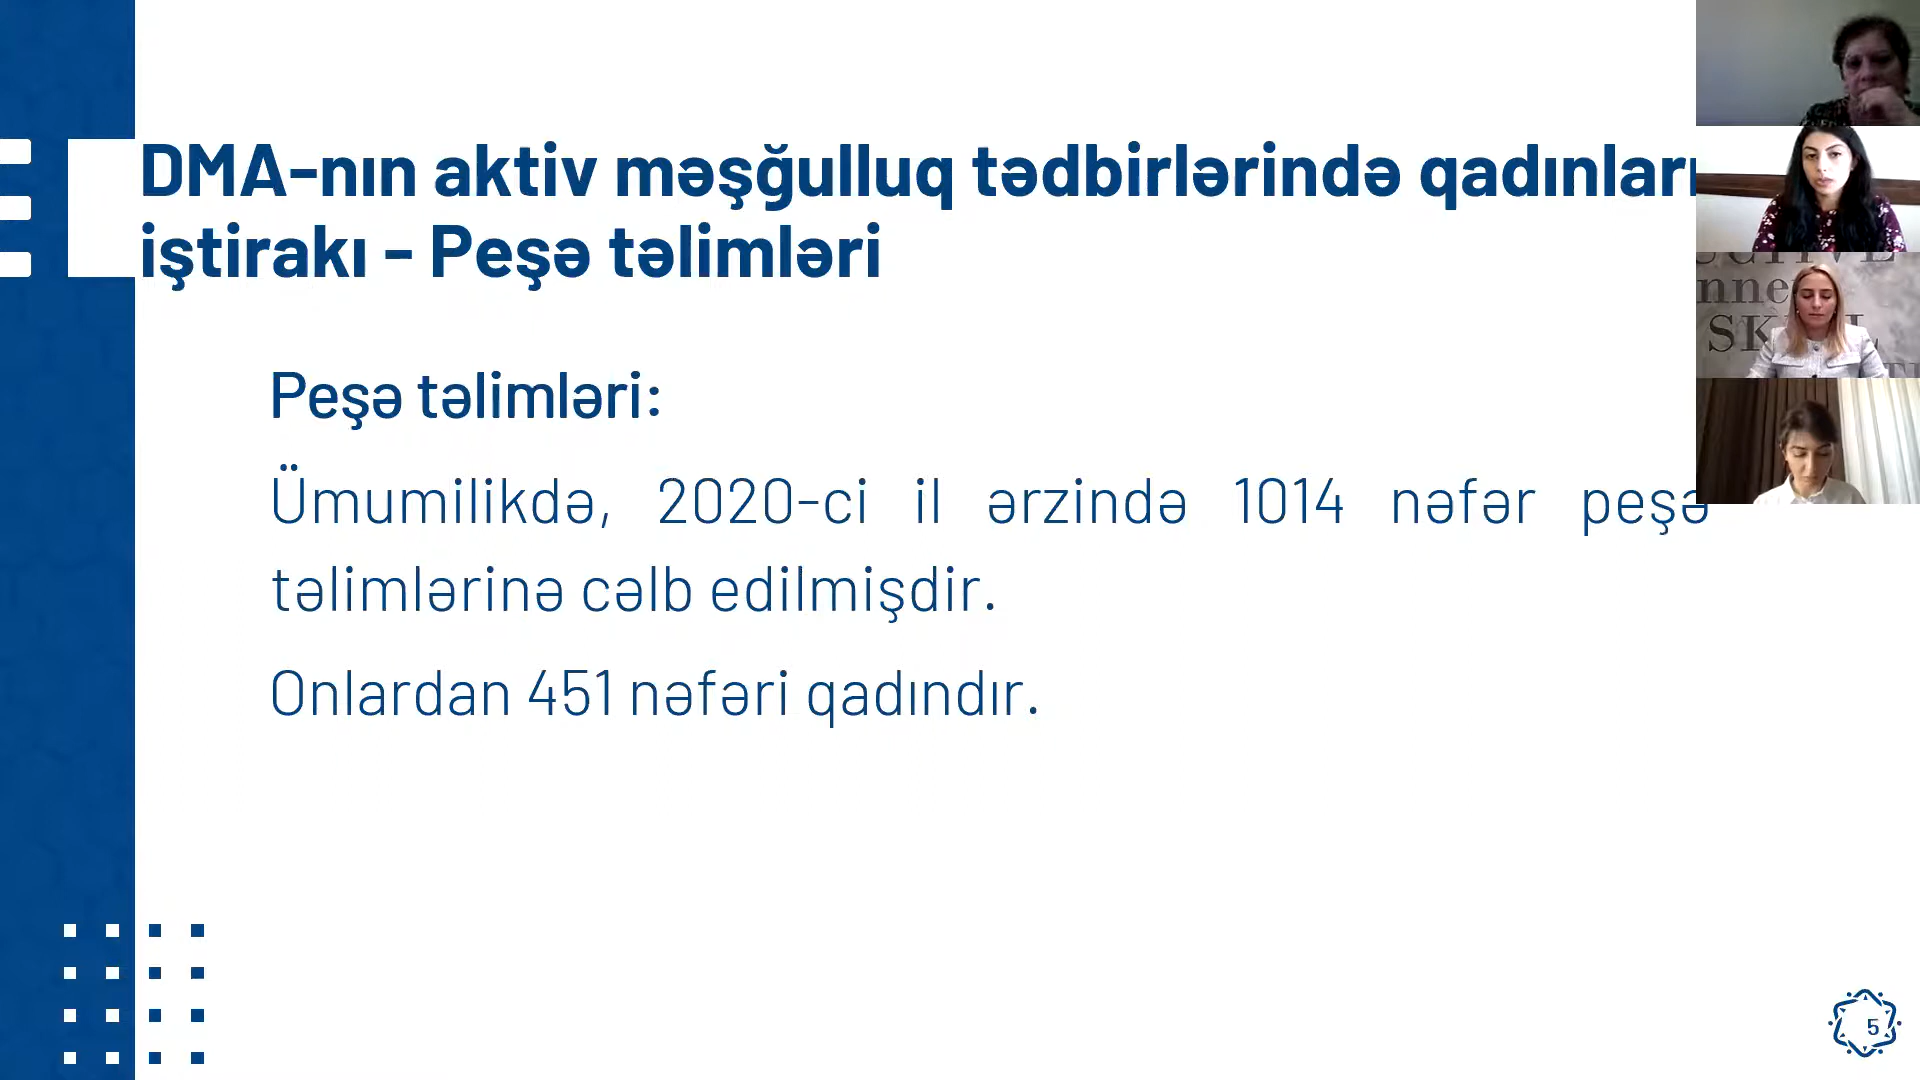 DMA-nın aktiv məşğulluq tədbirlərində qadınları
iştirakı - Peşə təlimləri
Peşə təlimləri:
Ümumilikdə, 2020-ci il ərzində 1014 nəfər peşə
təlimlərinə cəlb edilmişdir.
Onlardan 451 nəfəri qadındır.
5